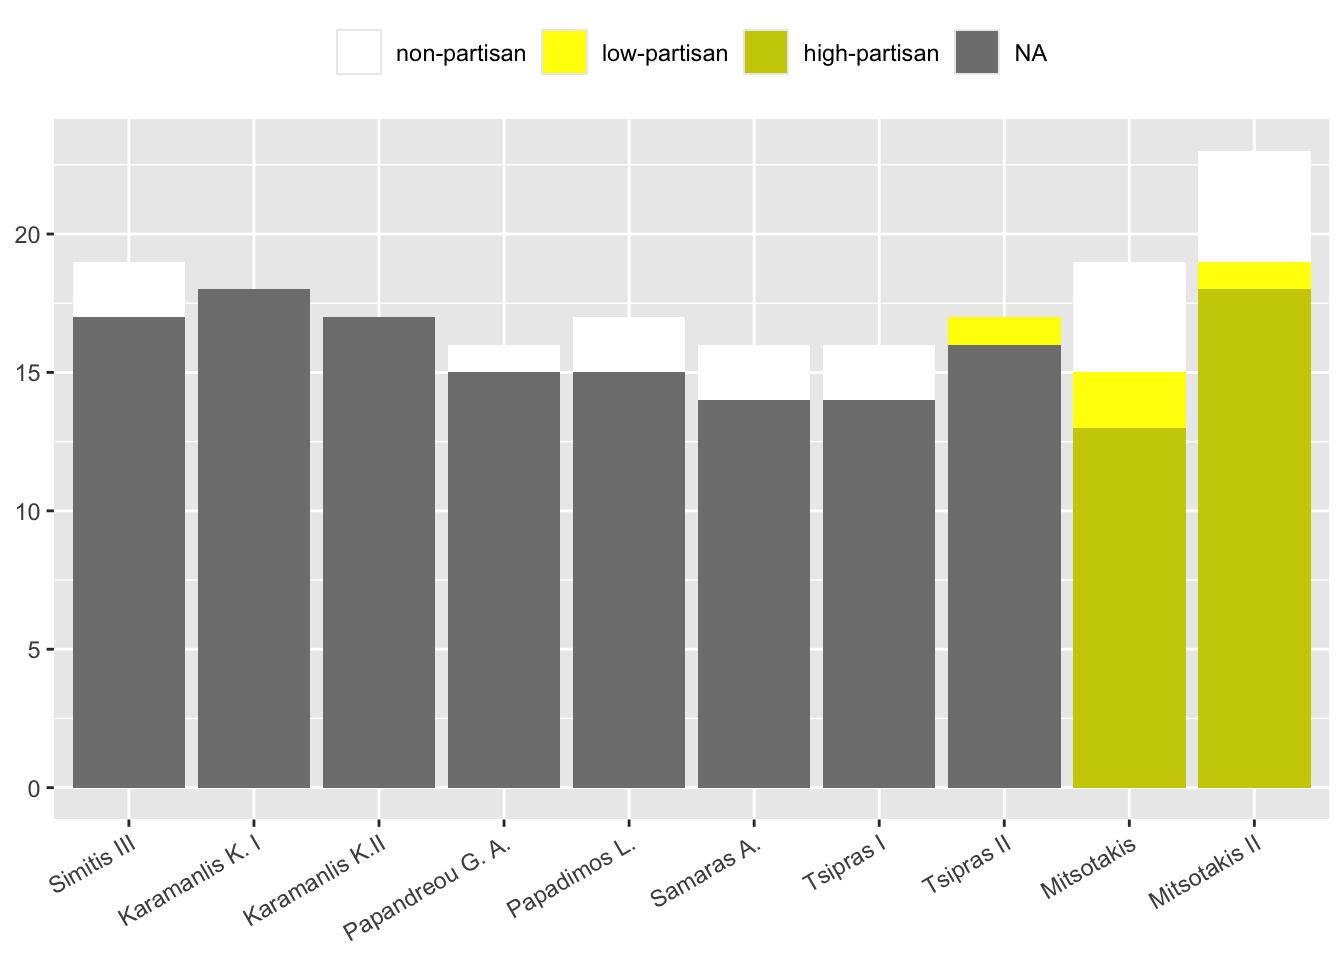 non-partisan low-partisan high-partisan NA
20
15
10
5
0
Simitis III
Karamanlis K. I
Karamanlis K.II
Papandreou G. A.
Papadimos L.
Samaras A.
Tsipras I
Tsipras II
Mitsotakis
Mitsotakis II